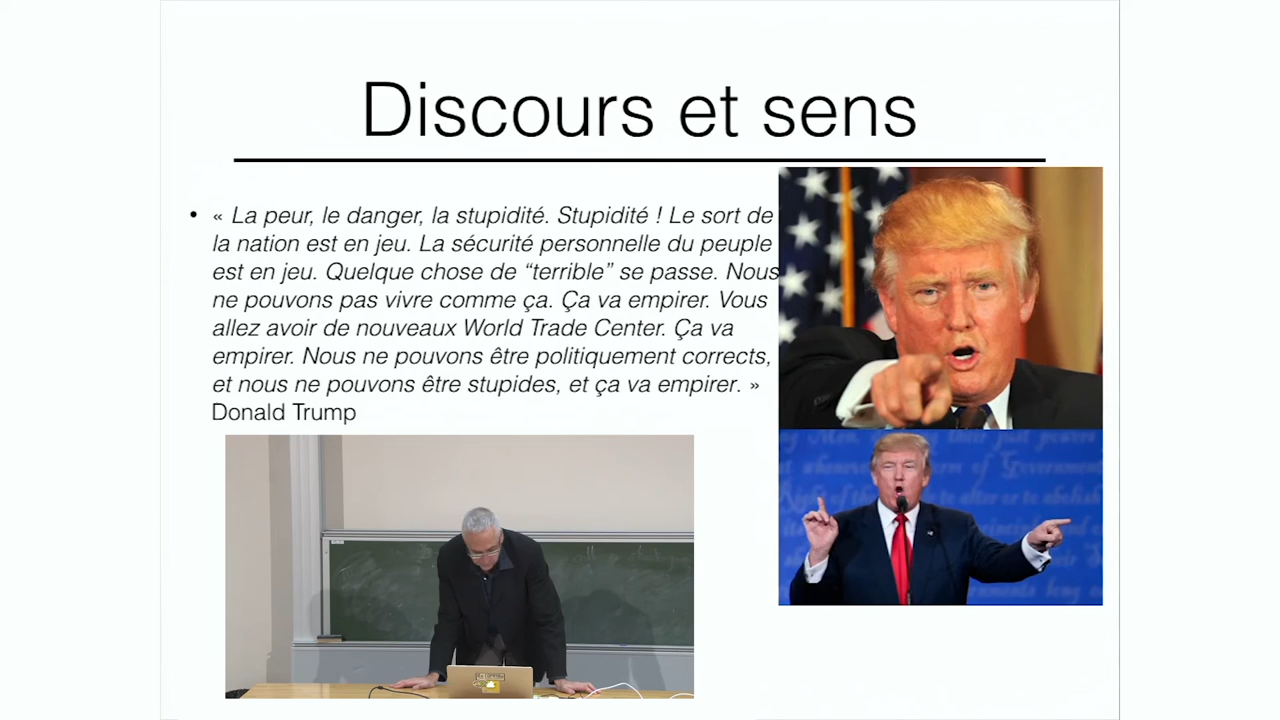 Discours et sens
• « La peur, le danger, la stupidité. Stupidité ! Le sort de
la nation est en jeu. La sécurité personnelle du peuple
est en jeu. Quelque chose de “terrible” se passe. Nous
ne pouvons pas vivre comme ça. Ça va empirer. Vous
allez avoir de nouveaux World Trade Center. Ça va
empirer. Nous ne pouvons être politiquement corrects,
et nous ne pouvons être stupides, et ça va empirer. »
Donald Trump